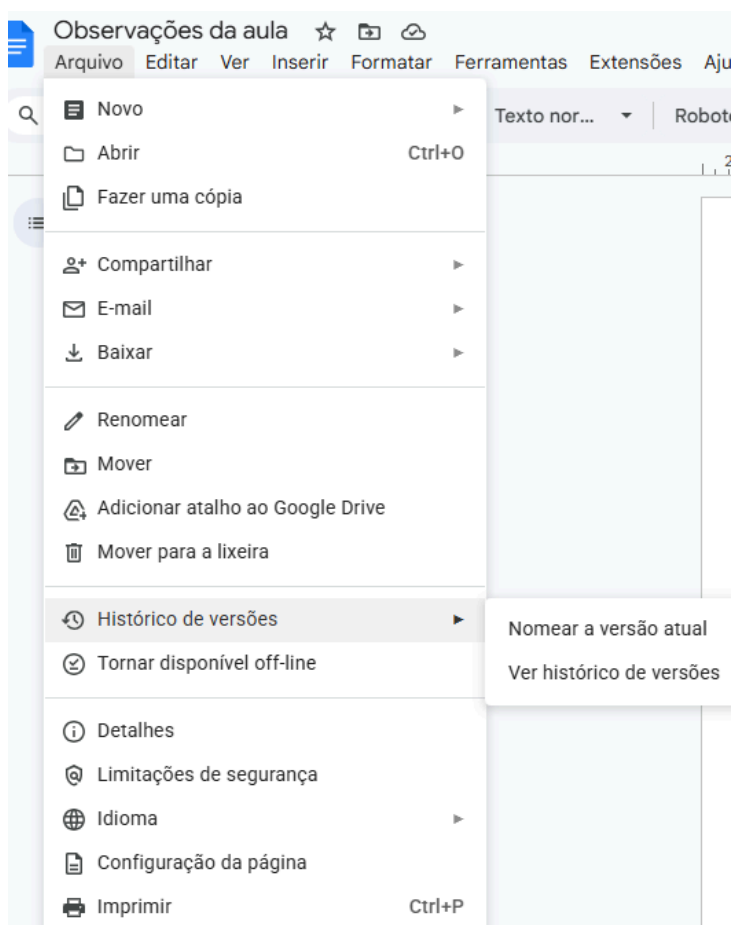 Observações da aula
Arquivo Editar Ver Inserir Formatar Ferramentas Extensões
Texto nor...
Novo
Abrir Ctrl+O
Fazer uma cópia
Compartilhar
E-mail
Baixar
Renomear
Mover
Adicionar atalho ao Google Drive
Mover para a lixeira
Histórico de versões
Nomear a versão atual
Tornar disponível off-line
Ver histórico de versões
Detalhes
Limitações de segurança
Idioma
Configuração da página
Imprimir Ctrl+P